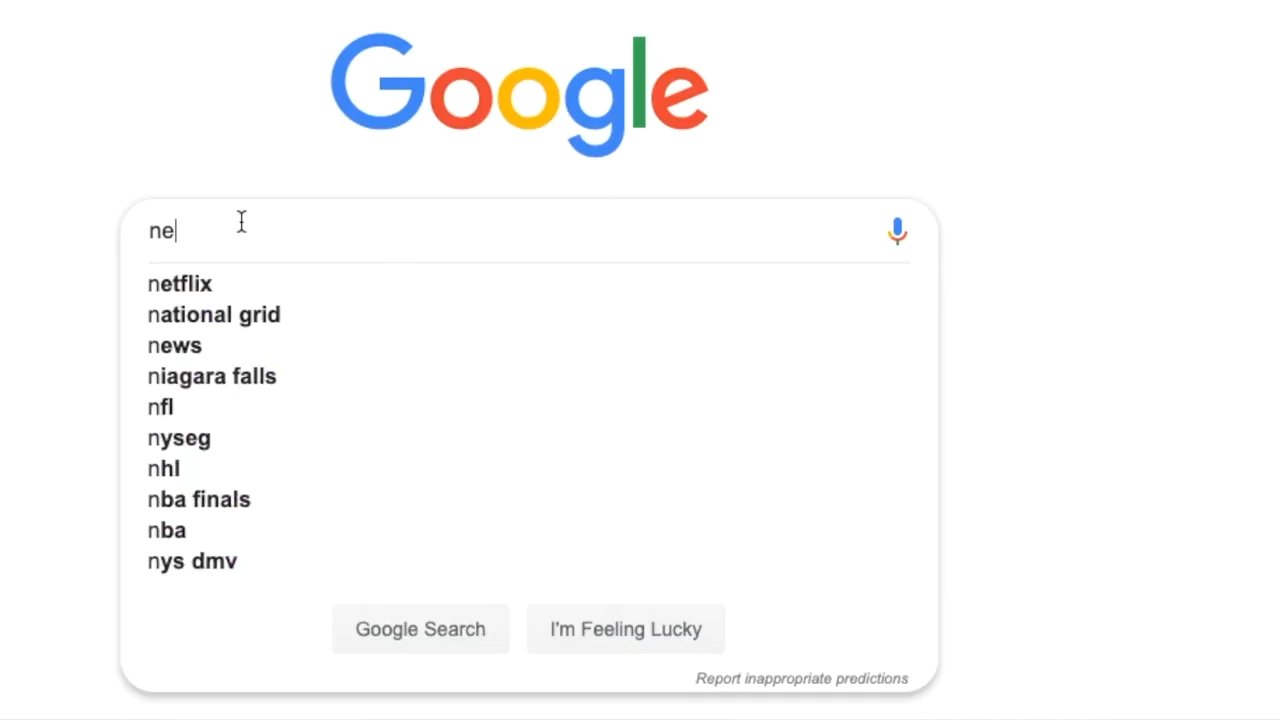 Google
ne
netflix
national grid
news
niagara falls
nfl
nyseg
nhl
nba finals
nba
nys dmv
Google Search
I'm Feeling Lucky
Report inappropriate predictions